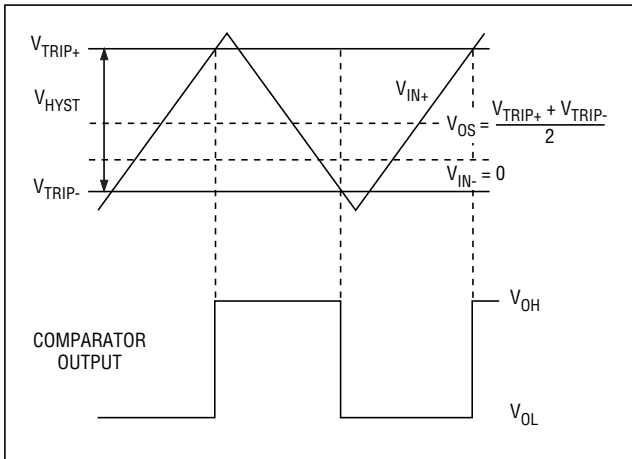 V_TRIP+
V_HYST
V_IN+
V_OS = (V_TRIP+ + V_TRIP-)/2
V_IN- = 0
V_TRIP-
V_OH
COMPARATOR
OUTPUT
V_OL